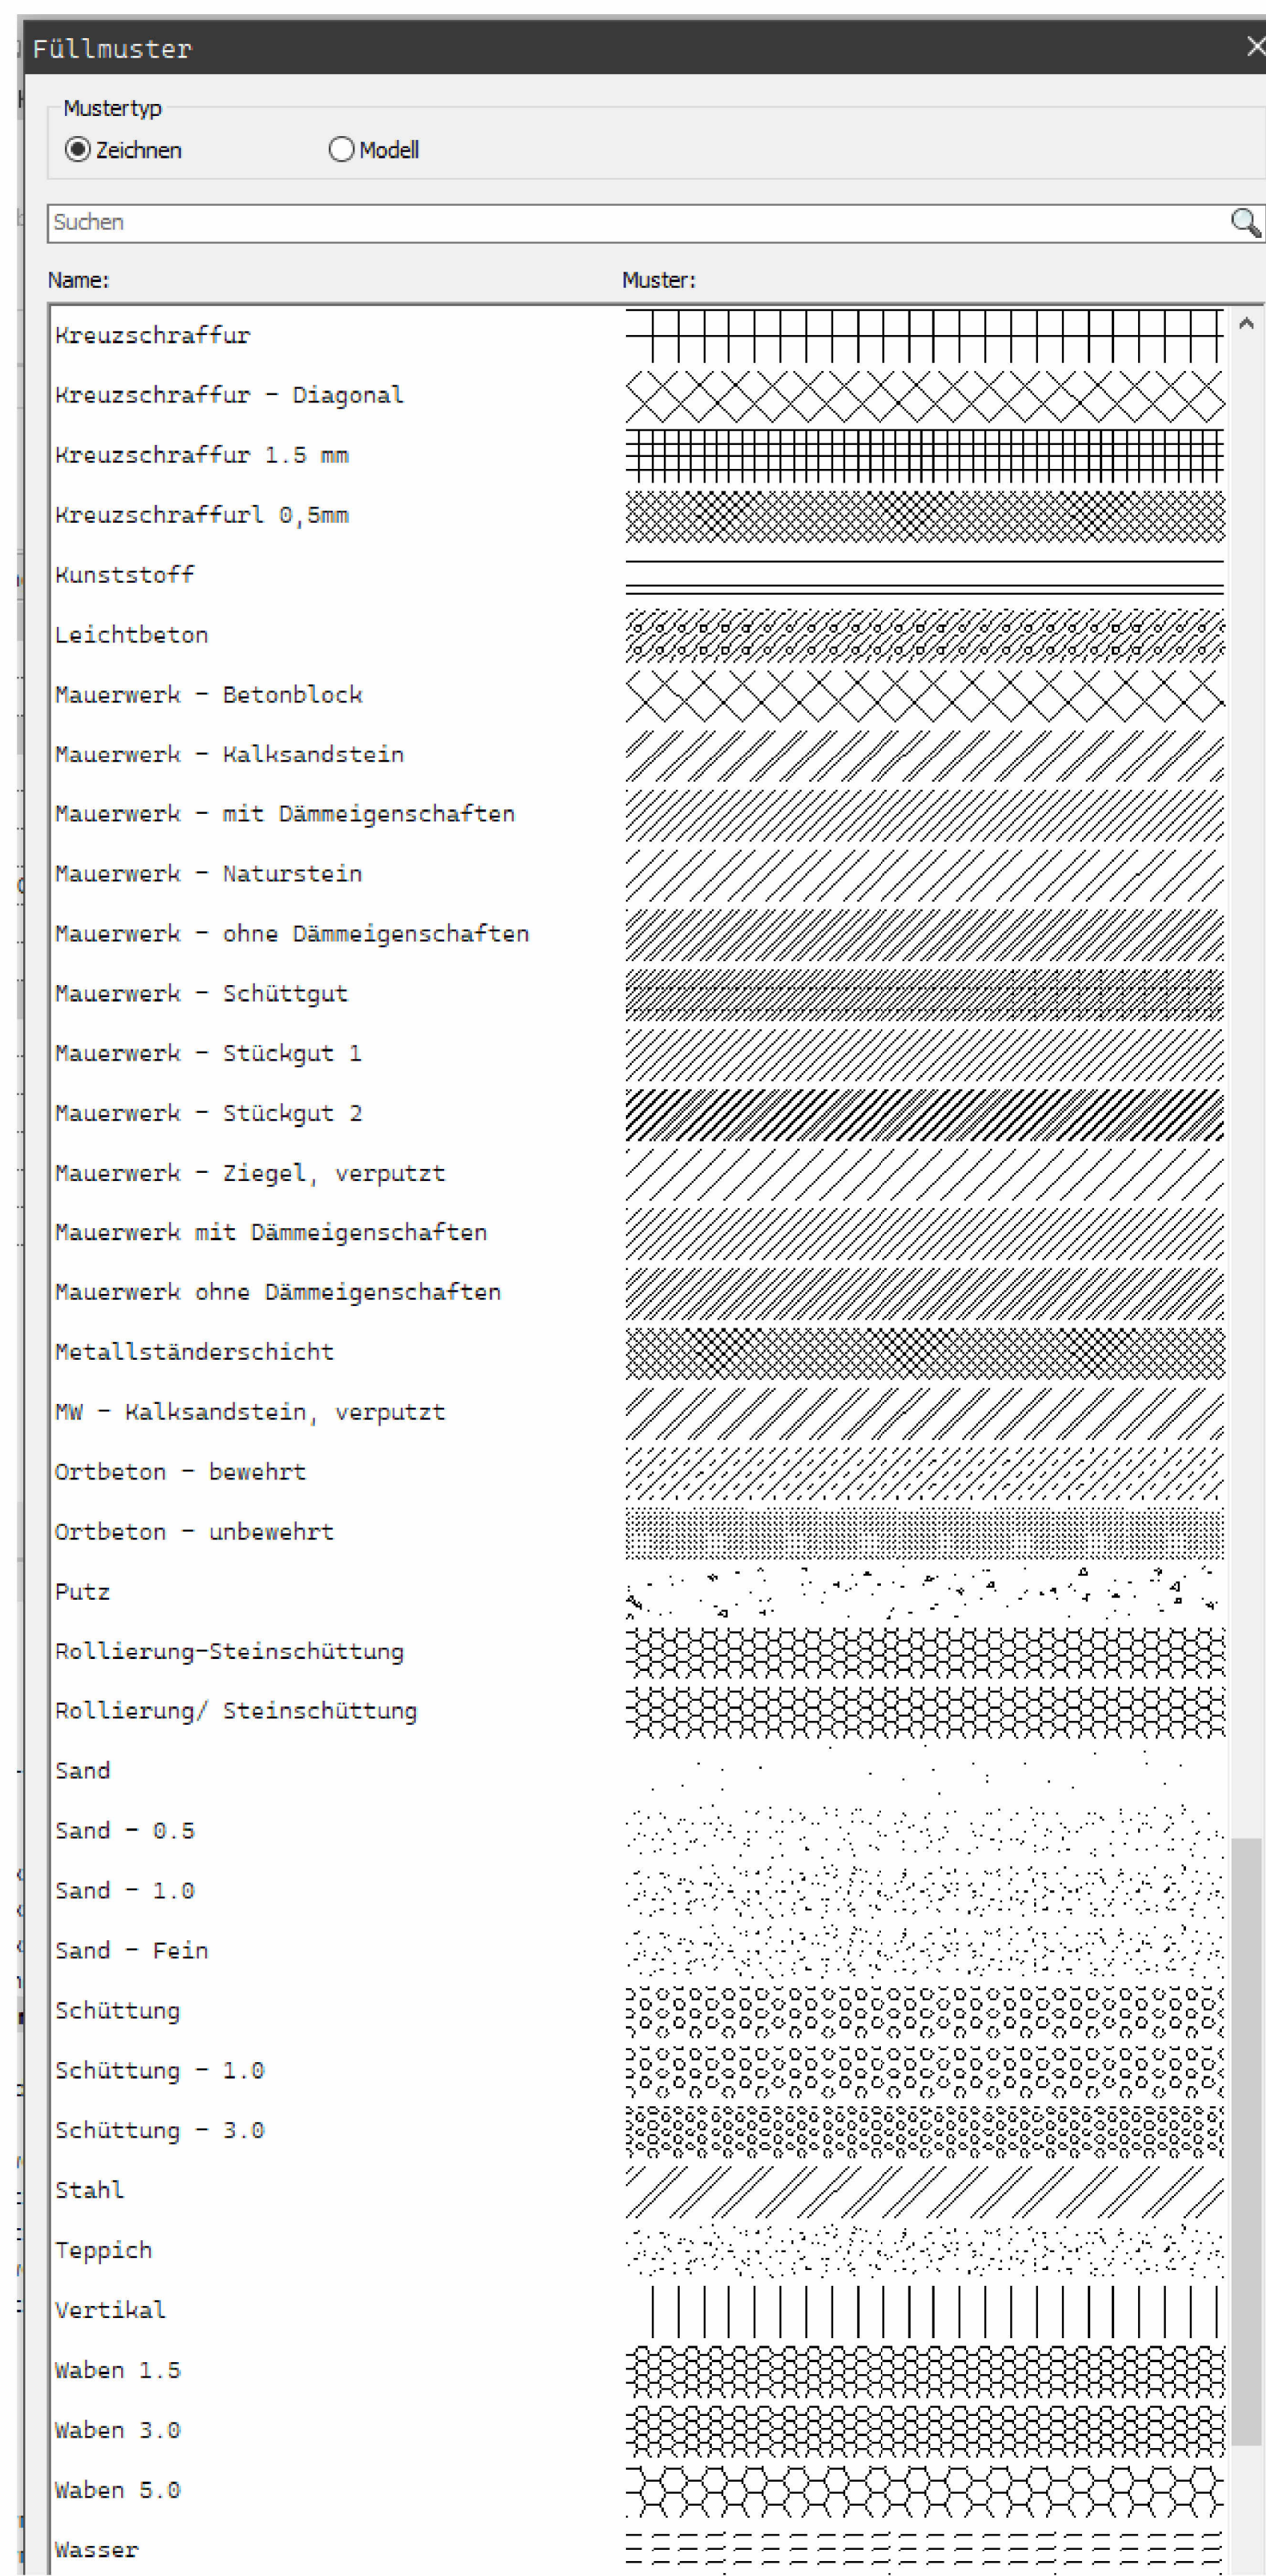 Füllmuster
Mustertyp
Zeichnen
Modell
Suchen
Name:
Muster:
Kreuzschraffur
Kreuzschraffur - Diagonal
Kreuzschraffur 1.5 mm
Kreuzschraffurl 0,5mm
Kunststoff
Leichtbeton
Mauerwerk - Betonblock
Mauerwerk - Kalksandstein
Mauerwerk - mit Dämmeigenschaften
Mauerwerk - Naturstein
Mauerwerk - ohne Dämmeigenschaften
Mauerwerk - Schüttgut
Mauerwerk - Stückgut 1
Mauerwerk - Stückgut 2
Mauerwerk - Ziegel, verputzt
Mauerwerk mit Dämmeigenschaften
Mauerwerk ohne Dämmeigenschaften
Metallständerschicht
MW - Kalksandstein, verputzt
Ortbeton - bewehrt
Ortbeton - unbewehrt
Putz
Rollierung-Steinschüttung
Rollierung/ Steinschüttung
Sand
Sand - 0.5
Sand - 1.0
Sand - Fein
Schüttung
Schüttung - 1.0
Schüttung - 3.0
Stahl
Teppich
Vertikal
Waben 1.5
Waben 3.0
Waben 5.0
Wasser